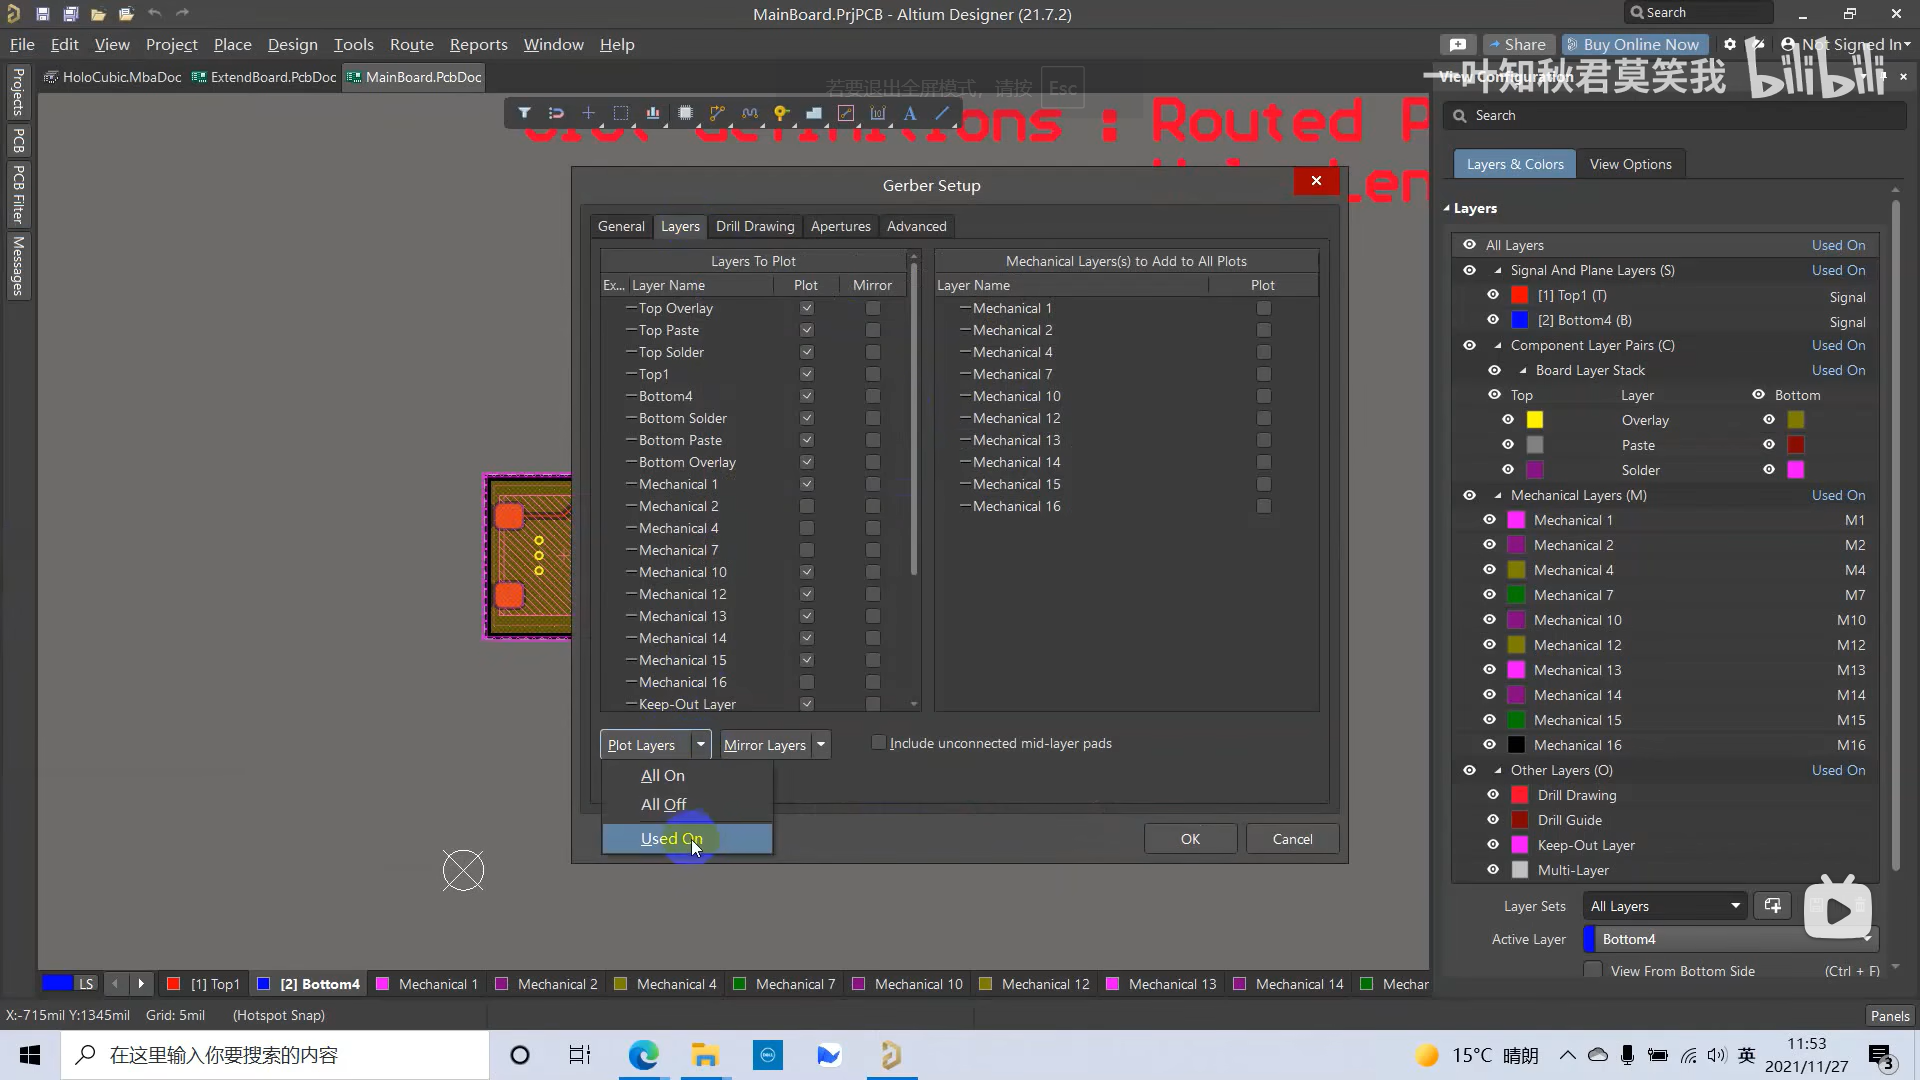 MainBoard.PrjPCB - Altium Designer (21.7.2)
Search
File Edit View Project Place Design Tools Route Reports Window Help
Share
Buy Online Now
Not Signed In
HoloCubic.MbaDoc
ExtendBoard.PcbDoc
MainBoard.PcbDoc
若要退出全屏模式，请按 Esc
View Configuration
一叶知秋君莫笑我 bilibili
Projects
PCB
PCB Filter
Messages
: Routed P
Search
Layers & Colors
View Options
Gerber Setup
General Layers Drill Drawing Apertures Advanced
Layers To Plot
Ex... Layer Name Plot Mirror
Top Overlay
Top Paste
Top Solder
Top1
Bottom4
Bottom Solder
Bottom Paste
Bottom Overlay
Mechanical 1
Mechanical 2
Mechanical 4
Mechanical 7
Mechanical 10
Mechanical 12
Mechanical 13
Mechanical 14
Mechanical 15
Mechanical 16
Keep-Out Layer
Mechanical Layers(s) to Add to All Plots
Layer Name Plot
Mechanical 1
Mechanical 2
Mechanical 4
Mechanical 7
Mechanical 10
Mechanical 12
Mechanical 13
Mechanical 14
Mechanical 15
Mechanical 16
Plot Layers
Mirror Layers
Include unconnected mid-layer pads
All On
All Off
Used On
OK
Cancel
Layers
All Layers Used On
Signal And Plane Layers (S) Used On
[1] Top1 (T) Signal
[2] Bottom4 (B) Signal
Component Layer Pairs (C) Used On
Board Layer Stack Used On
Top Layer Bottom
Overlay
Paste
Solder
Mechanical Layers (M) Used On
Mechanical 1 M1
Mechanical 2 M2
Mechanical 4 M4
Mechanical 7 M7
Mechanical 10 M10
Mechanical 12 M12
Mechanical 13 M13
Mechanical 14 M14
Mechanical 15 M15
Mechanical 16 M16
Other Layers (O) Used On
Drill Drawing
Drill Guide
Keep-Out Layer
Multi-Layer
Layer Sets All Layers
Active Layer Bottom4
View From Bottom Side (Ctrl + F)
LS [1] Top1 [2] Bottom4 Mechanical 1 Mechanical 2 Mechanical 4 Mechanical 7 Mechanical 10 Mechanical 12 Mechanical 13 Mechanical 14 Mechar
X:-715mil Y:1345mil Grid: 5mil (Hotspot Snap)
Panels
在这里输入你要搜索的内容
15°C 晴朗
英
11:53
2021/11/27
3